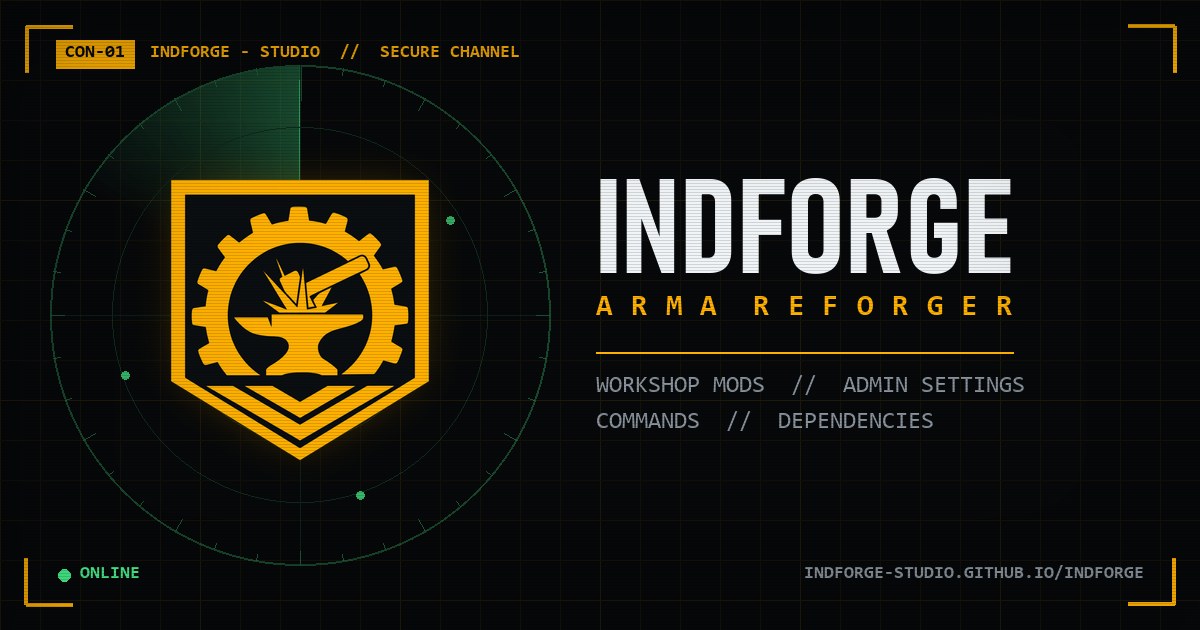 CON-01 INDFORGE - STUDIO // SECURE CHANNEL
INDFORGE
ARMA REFORGER
WORKSHOP MODS // ADMIN SETTINGS
COMMANDS // DEPENDENCIES
ONLINE
INDFORGE-STUDIO.GITHUB.IO/INDFORGE